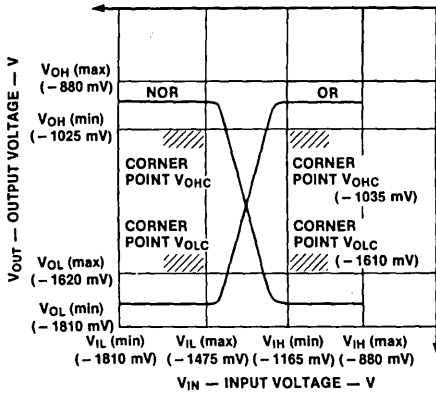 VOUT — OUTPUT VOLTAGE — V
VOH (max)
(−880 mV)
NOR
OR
VOH (min)
(−1025 mV)
CORNER
POINT VOHC
CORNER
POINT VOHC
(−1035 mV)
CORNER
POINT VOLC
CORNER
POINT VOLC
(−1610 mV)
VOL (max)
(−1620 mV)
VOL (min)
(−1810 mV)
VIL (min)
(−1810 mV)
VIL (max)
(−1475 mV)
VIH (min)
(−1165 mV)
VIH (max)
(−880 mV)
VIN — INPUT VOLTAGE — V